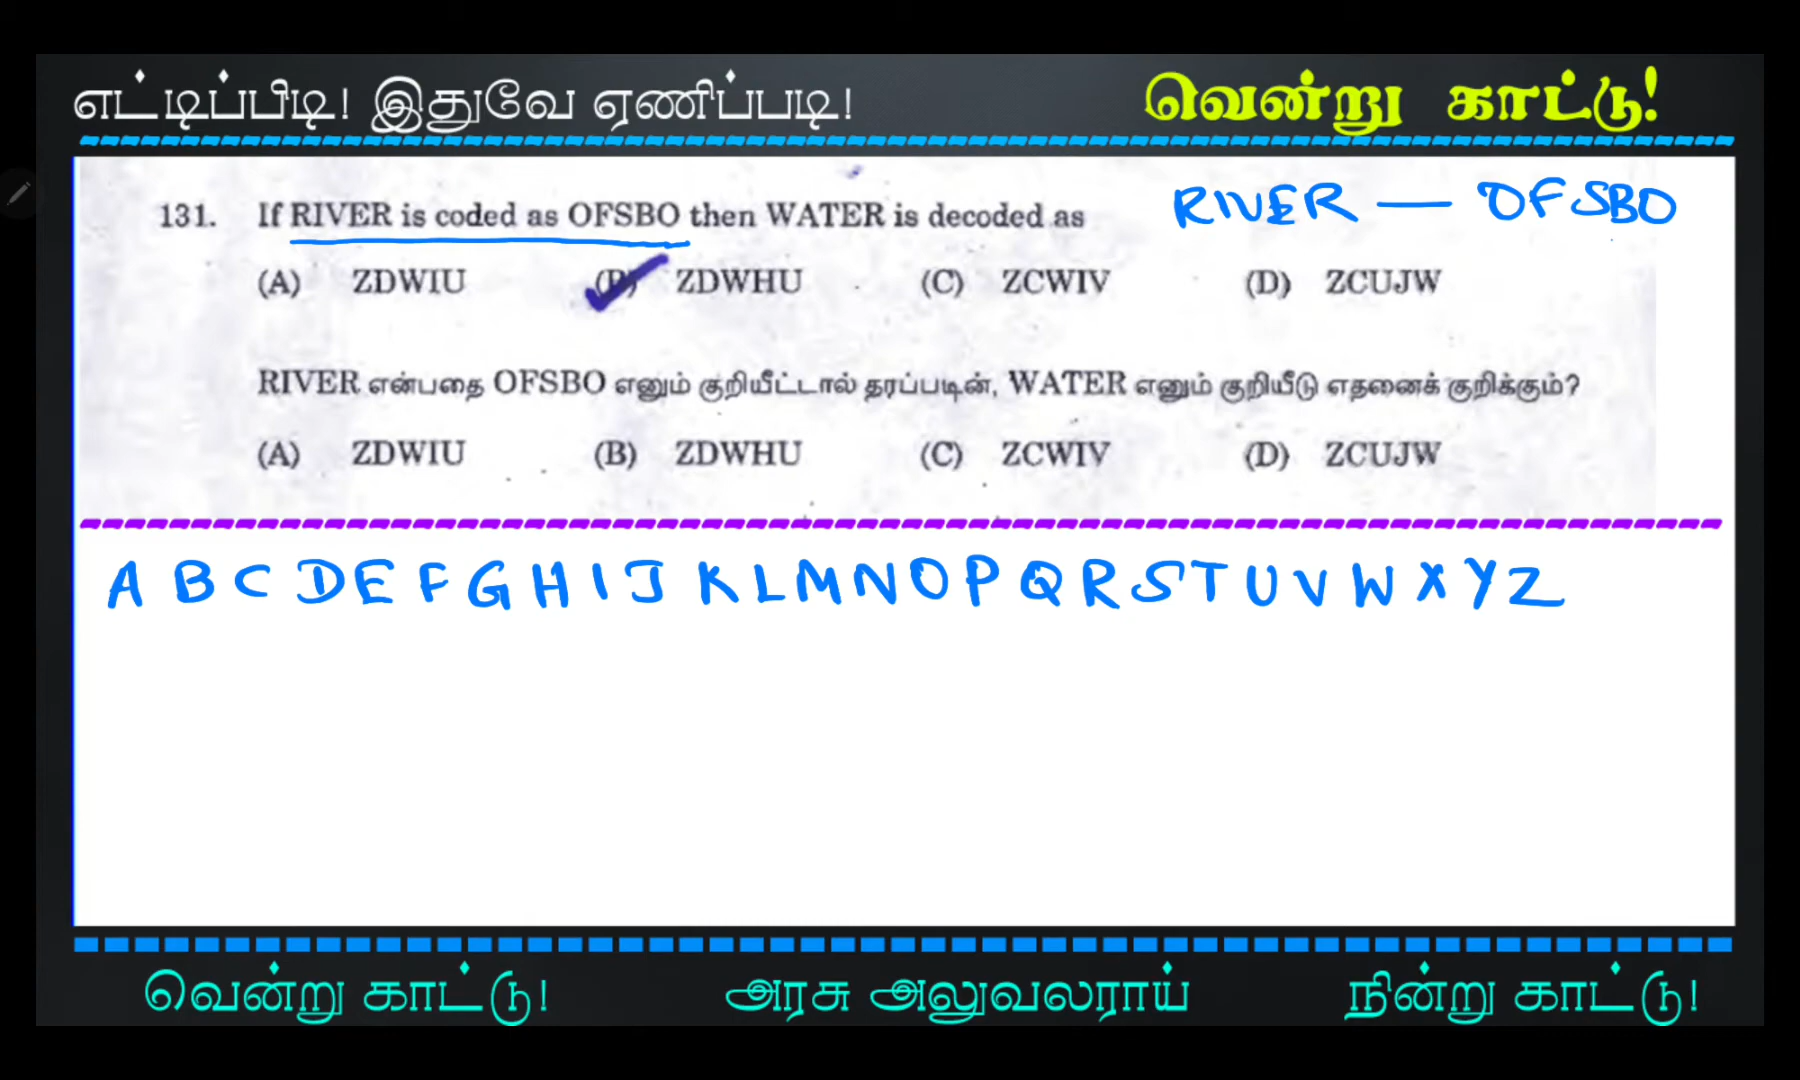 எட்டிப்பிடி! இதுவே ஏணிப்படி!
வென்று காட்டு!
131. If RIVER is coded as OFSBO then WATER is decoded as
RIVER — OFSBO
(A) ZDWIU (B) ZDWHU (C) ZCWIV (D) ZCUJW
RIVER என்பதை OFSBO எனும் குறியீட்டால் தரப்படின், WATER எனும் குறியீடு எதனைக் குறிக்கும்?
(A) ZDWIU (B) ZDWHU (C) ZCWIV (D) ZCUJW
A B C D E F G H I J K L M N O P Q R S T U V W X Y Z
வென்று காட்டு! அரசு அலுவலராய் நின்று காட்டு!